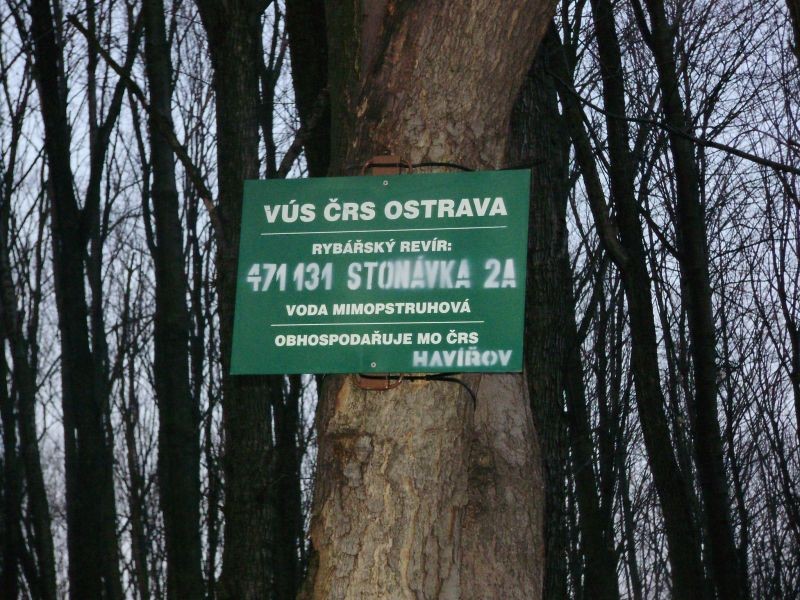 VÚS ČRS OSTRAVA
RYBÁŘSKÝ REVÍR:
471 131 STONÁVKA 2A
VODA MIMOPSTRUHOVÁ
OBHOSPODAŘUJE MO ČRS
HAVÍŘOV